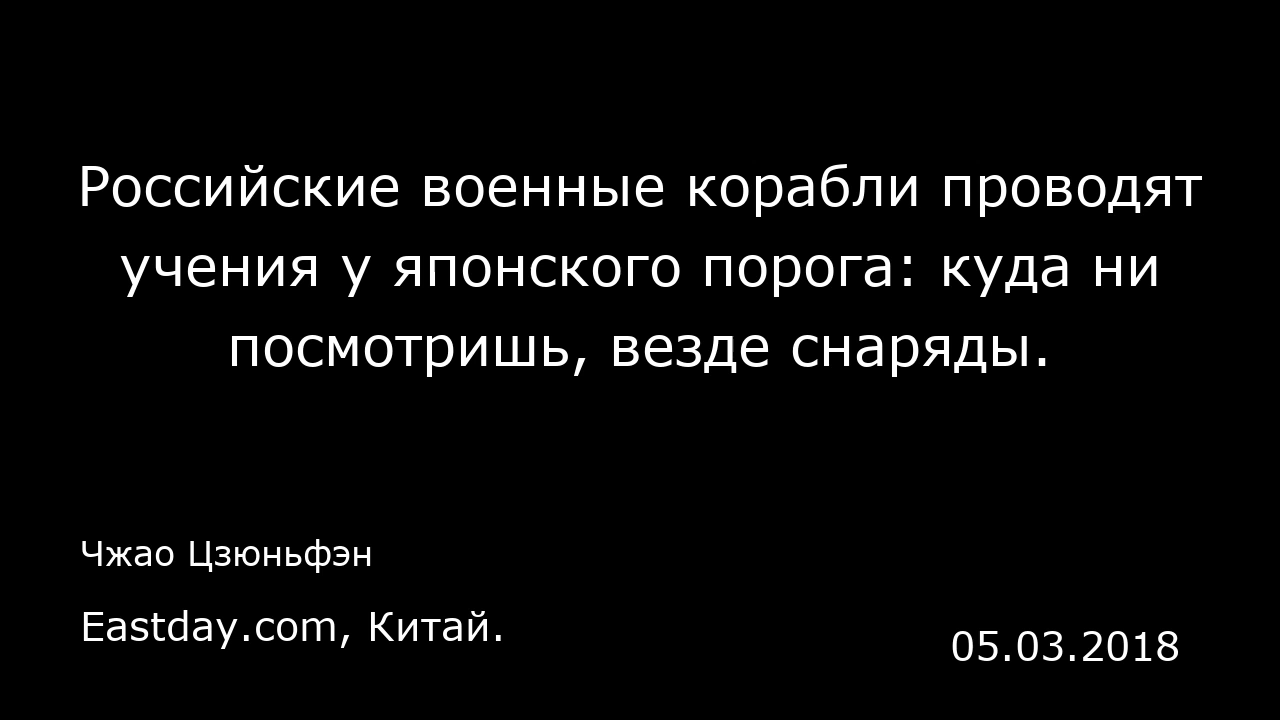 Российские военные корабли проводят
учения у японского порога: куда ни
посмотришь, везде снаряды.
Чжао Цзюньфэн
Eastday.com, Китай.
05.03.2018